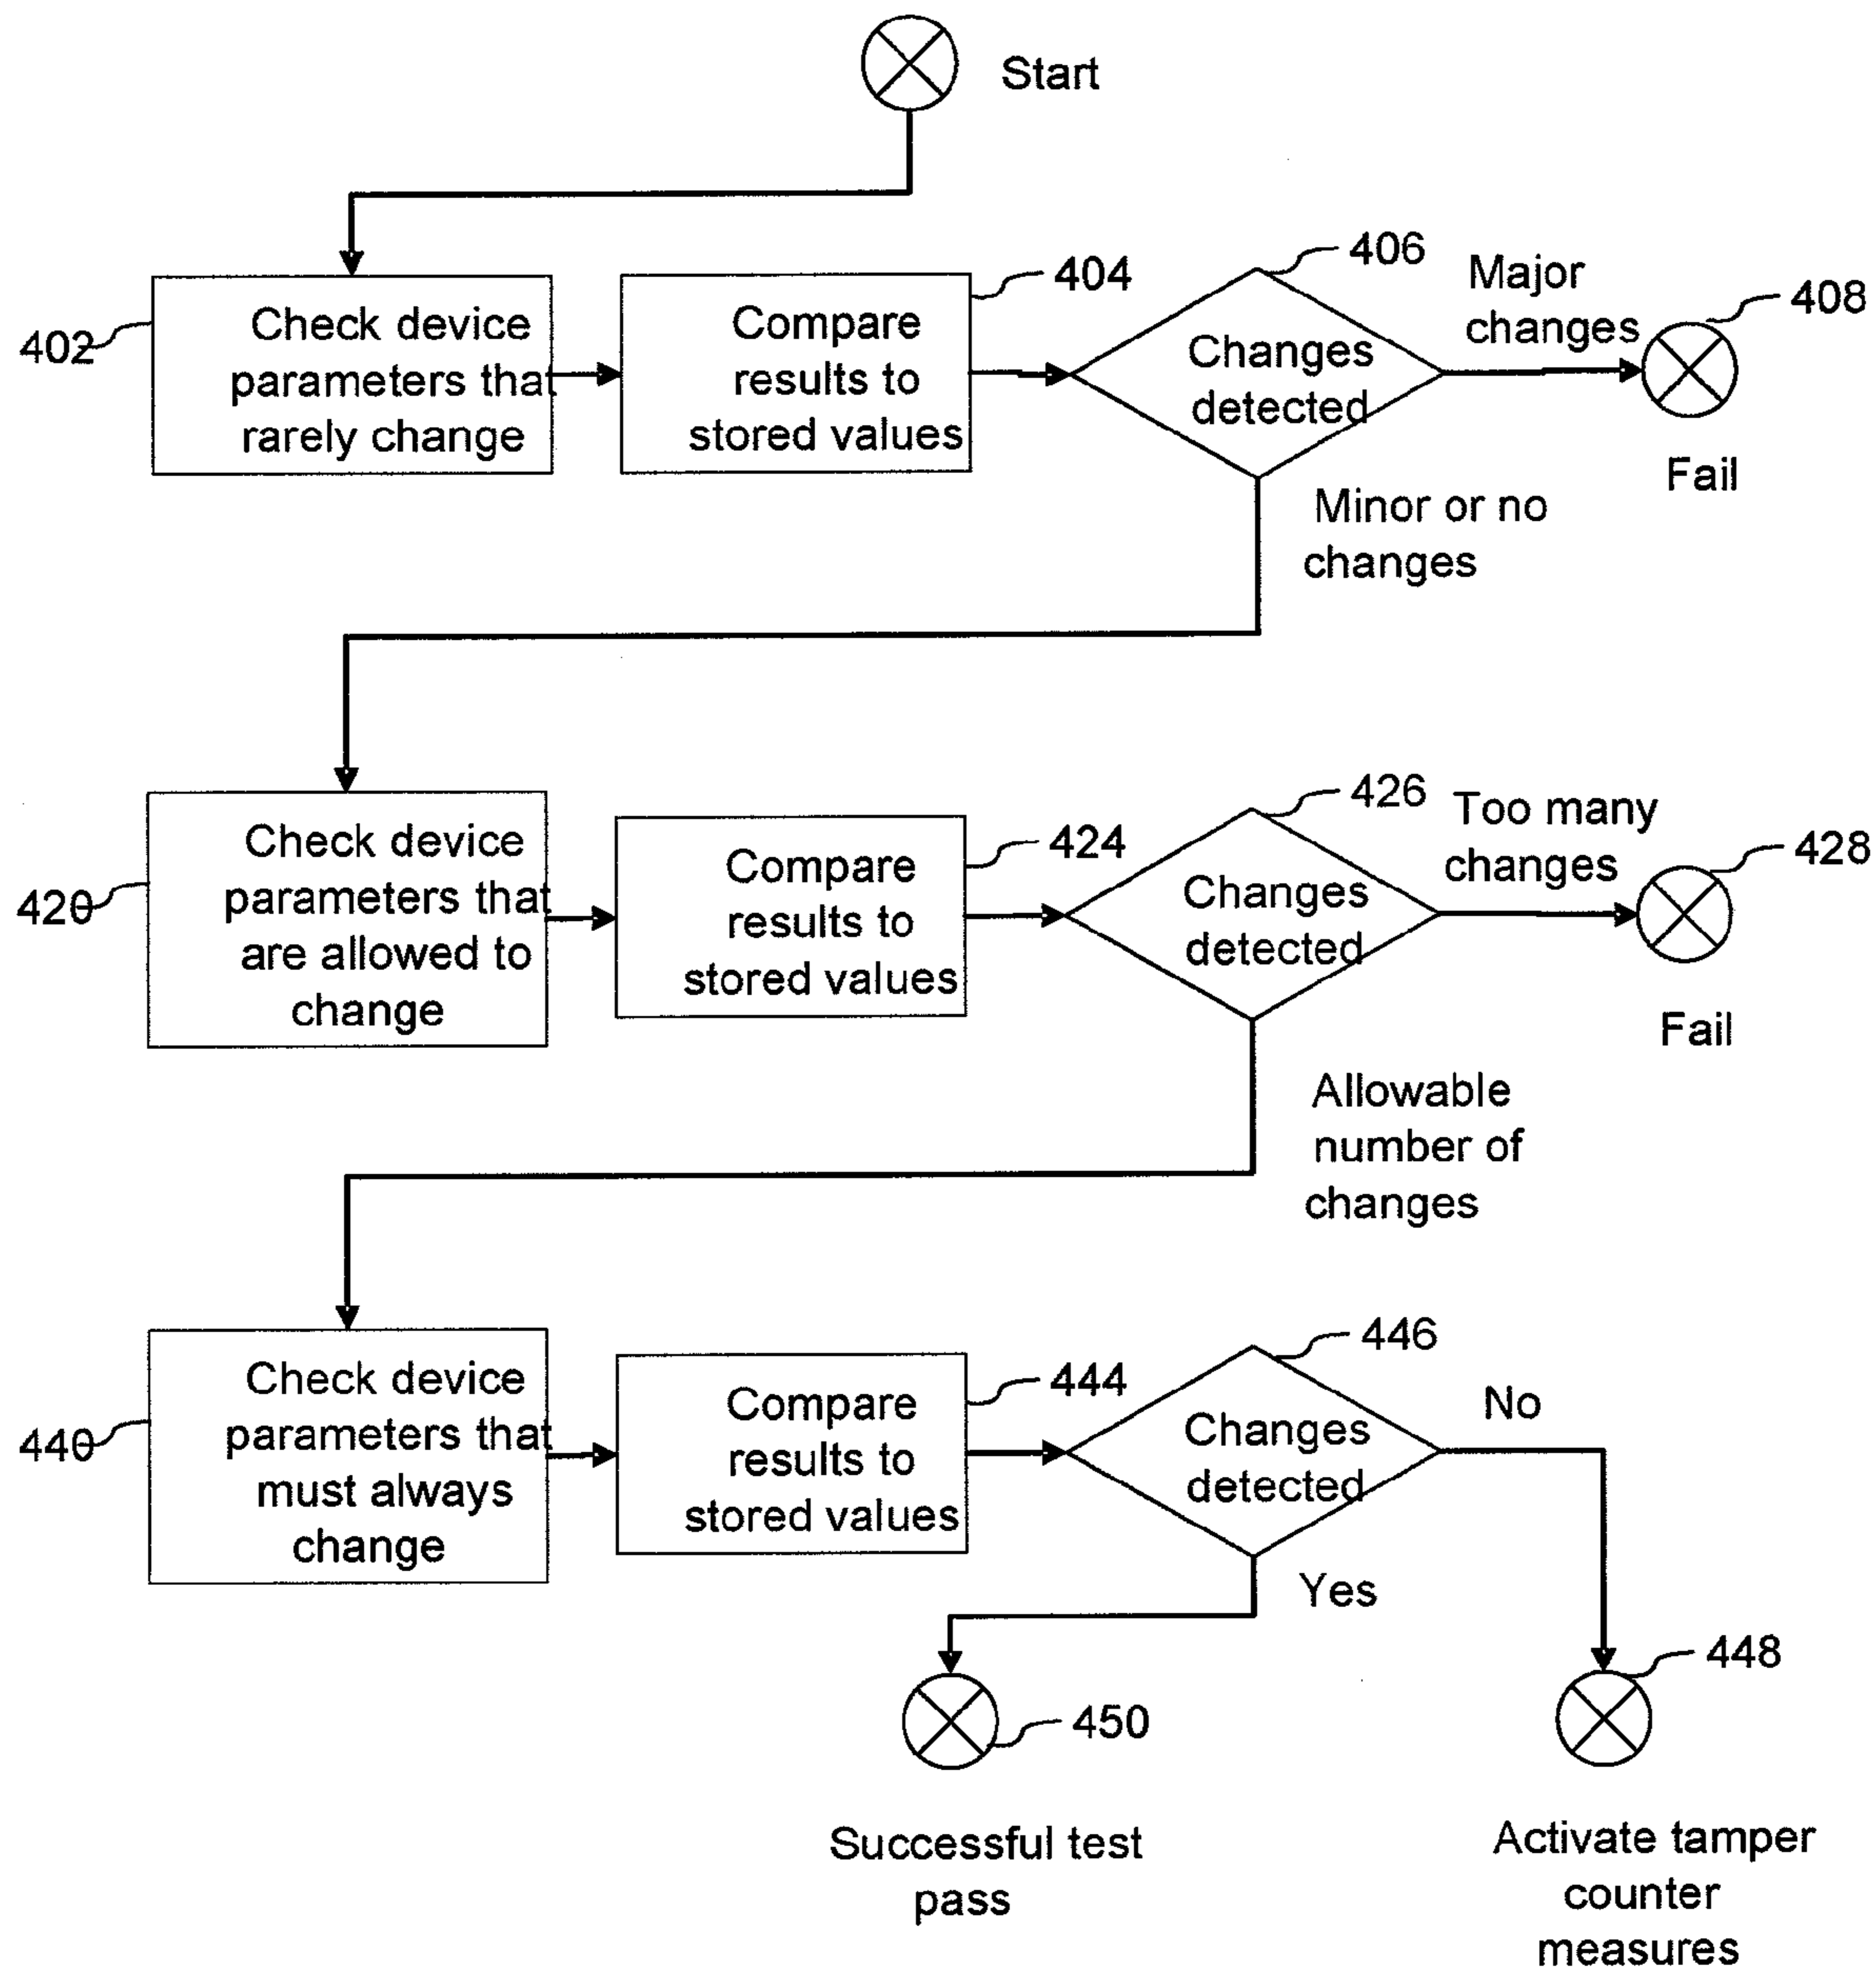 Start
402
Check device
parameters that
rarely change
404
Compare
results to
stored values
406
Changes
detected
Major
changes
408
Fail
Minor or no
changes
420
Check device
parameters that
are allowed to
change
424
Compare
results to
stored values
426
Changes
detected
Too many
changes
428
Fail
Allowable
number of
changes
440
Check device
parameters that
must always
change
444
Compare
results to
stored values
446
Changes
detected
No
Yes
448
450
Successful test
pass
Activate tamper
counter
measures